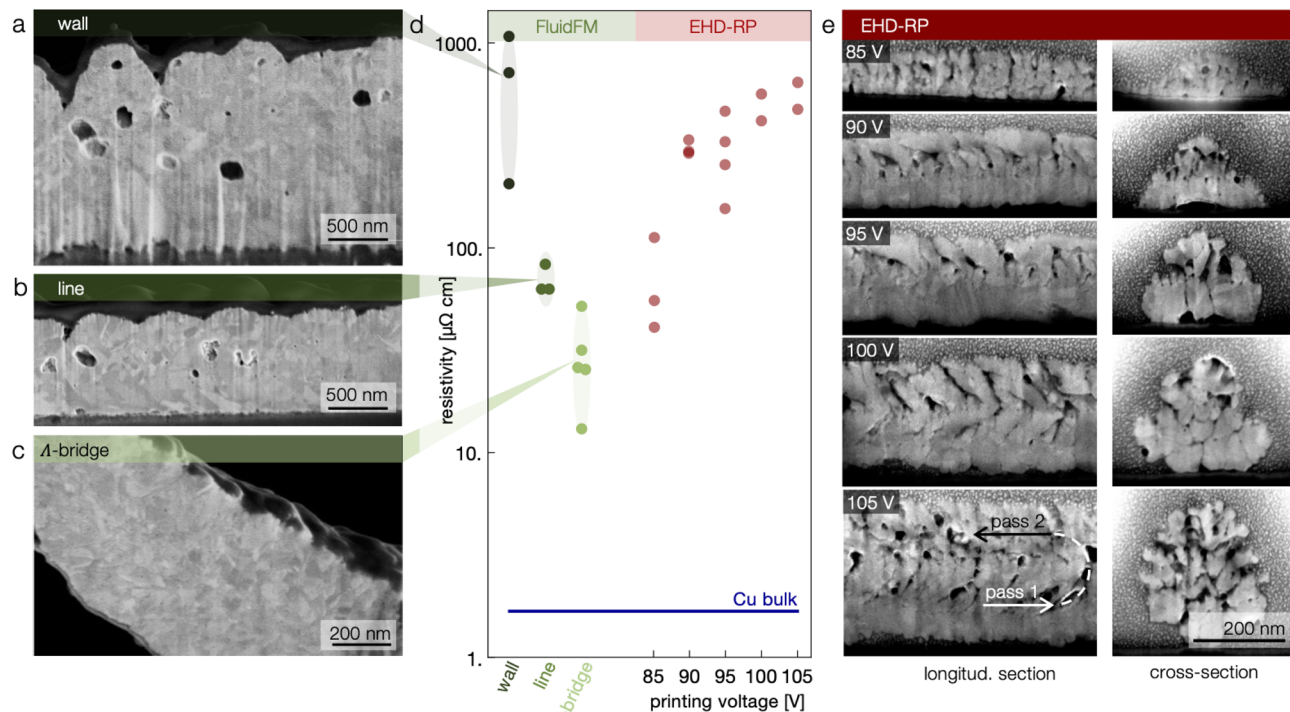 a
wall
500 nm
b
line
500 nm
c
Λ-bridge
200 nm
d
FluidFM
EHD-RP
1000.
100.
10.
1.
resistivity [µΩ cm]
Cu bulk
wall
line
bridge
85 90 95 100 105
printing voltage [V]
e
EHD-RP
85 V
90 V
95 V
100 V
105 V
pass 2
pass 1
200 nm
longitud. section
cross-section